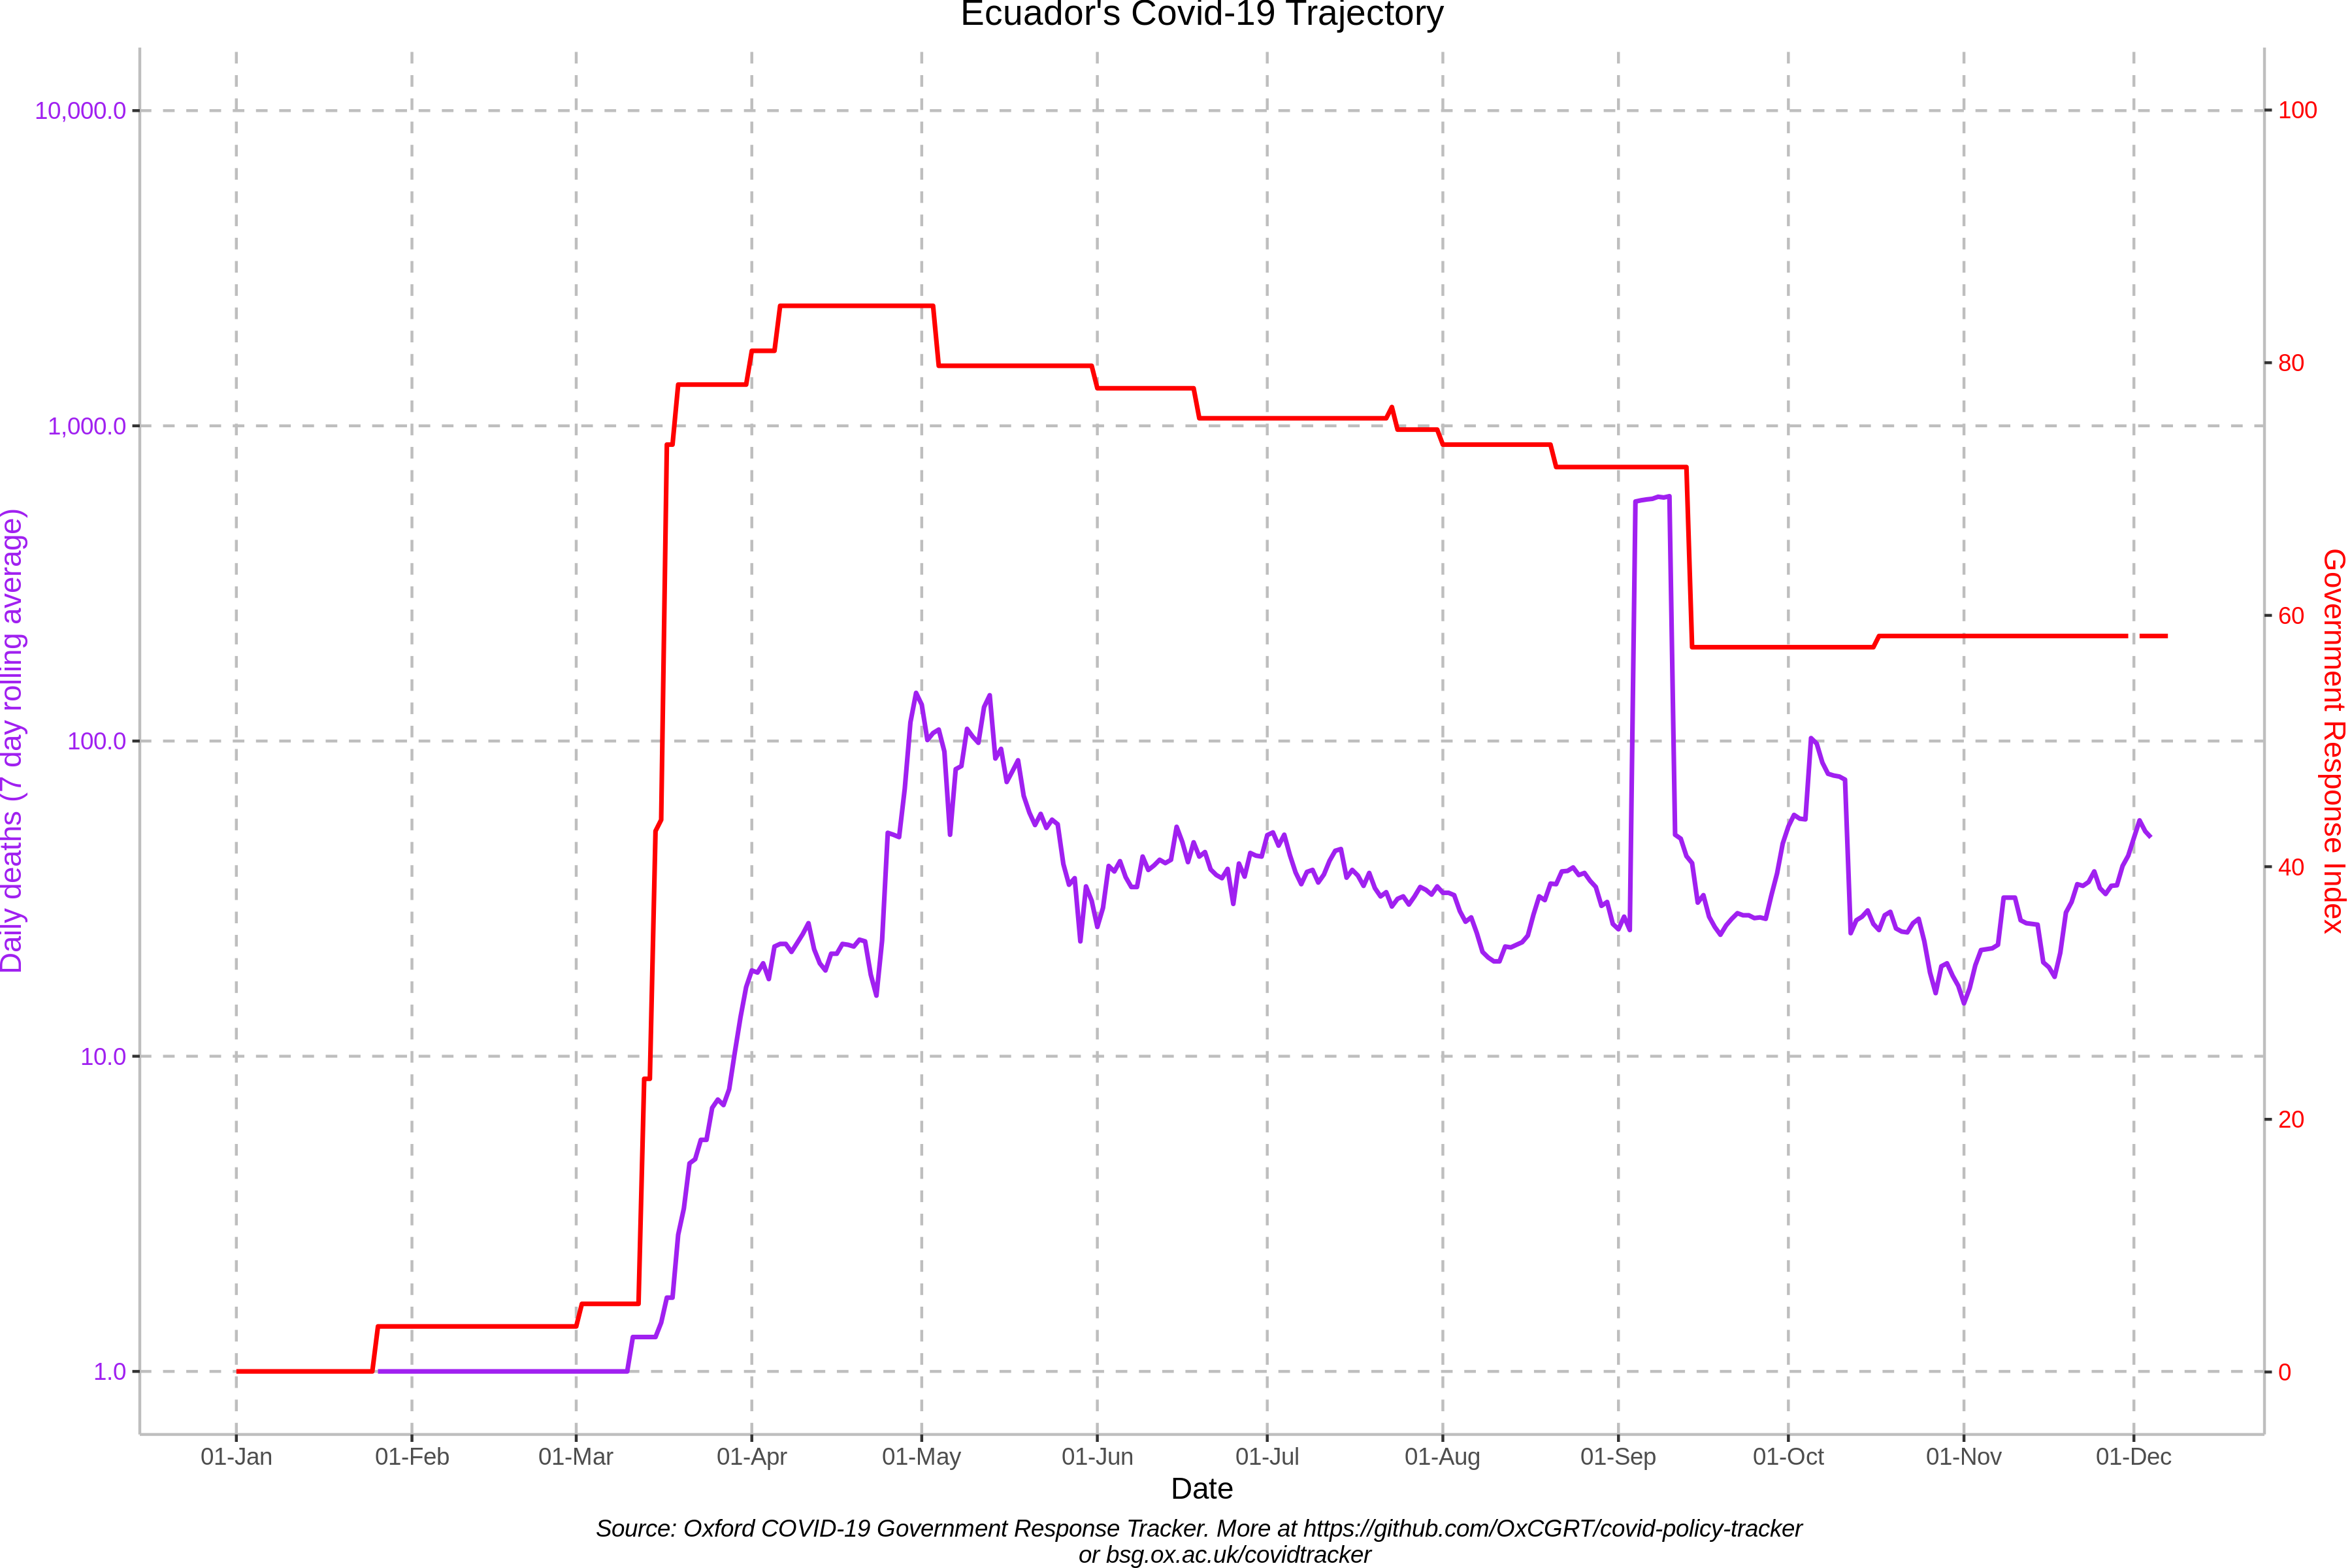 Ecuador's Covid-19 Trajectory
10,000.0
1,000.0
100.0
10.0
1.0
Daily deaths (7 day rolling average)
100
80
60
40
20
0
Government Response Index
01-Jan 01-Feb 01-Mar 01-Apr 01-May 01-Jun 01-Jul 01-Aug 01-Sep 01-Oct 01-Nov 01-Dec
Date
Source: Oxford COVID-19 Government Response Tracker. More at https://github.com/OxCGRT/covid-policy-tracker
or bsg.ox.ac.uk/covidtracker